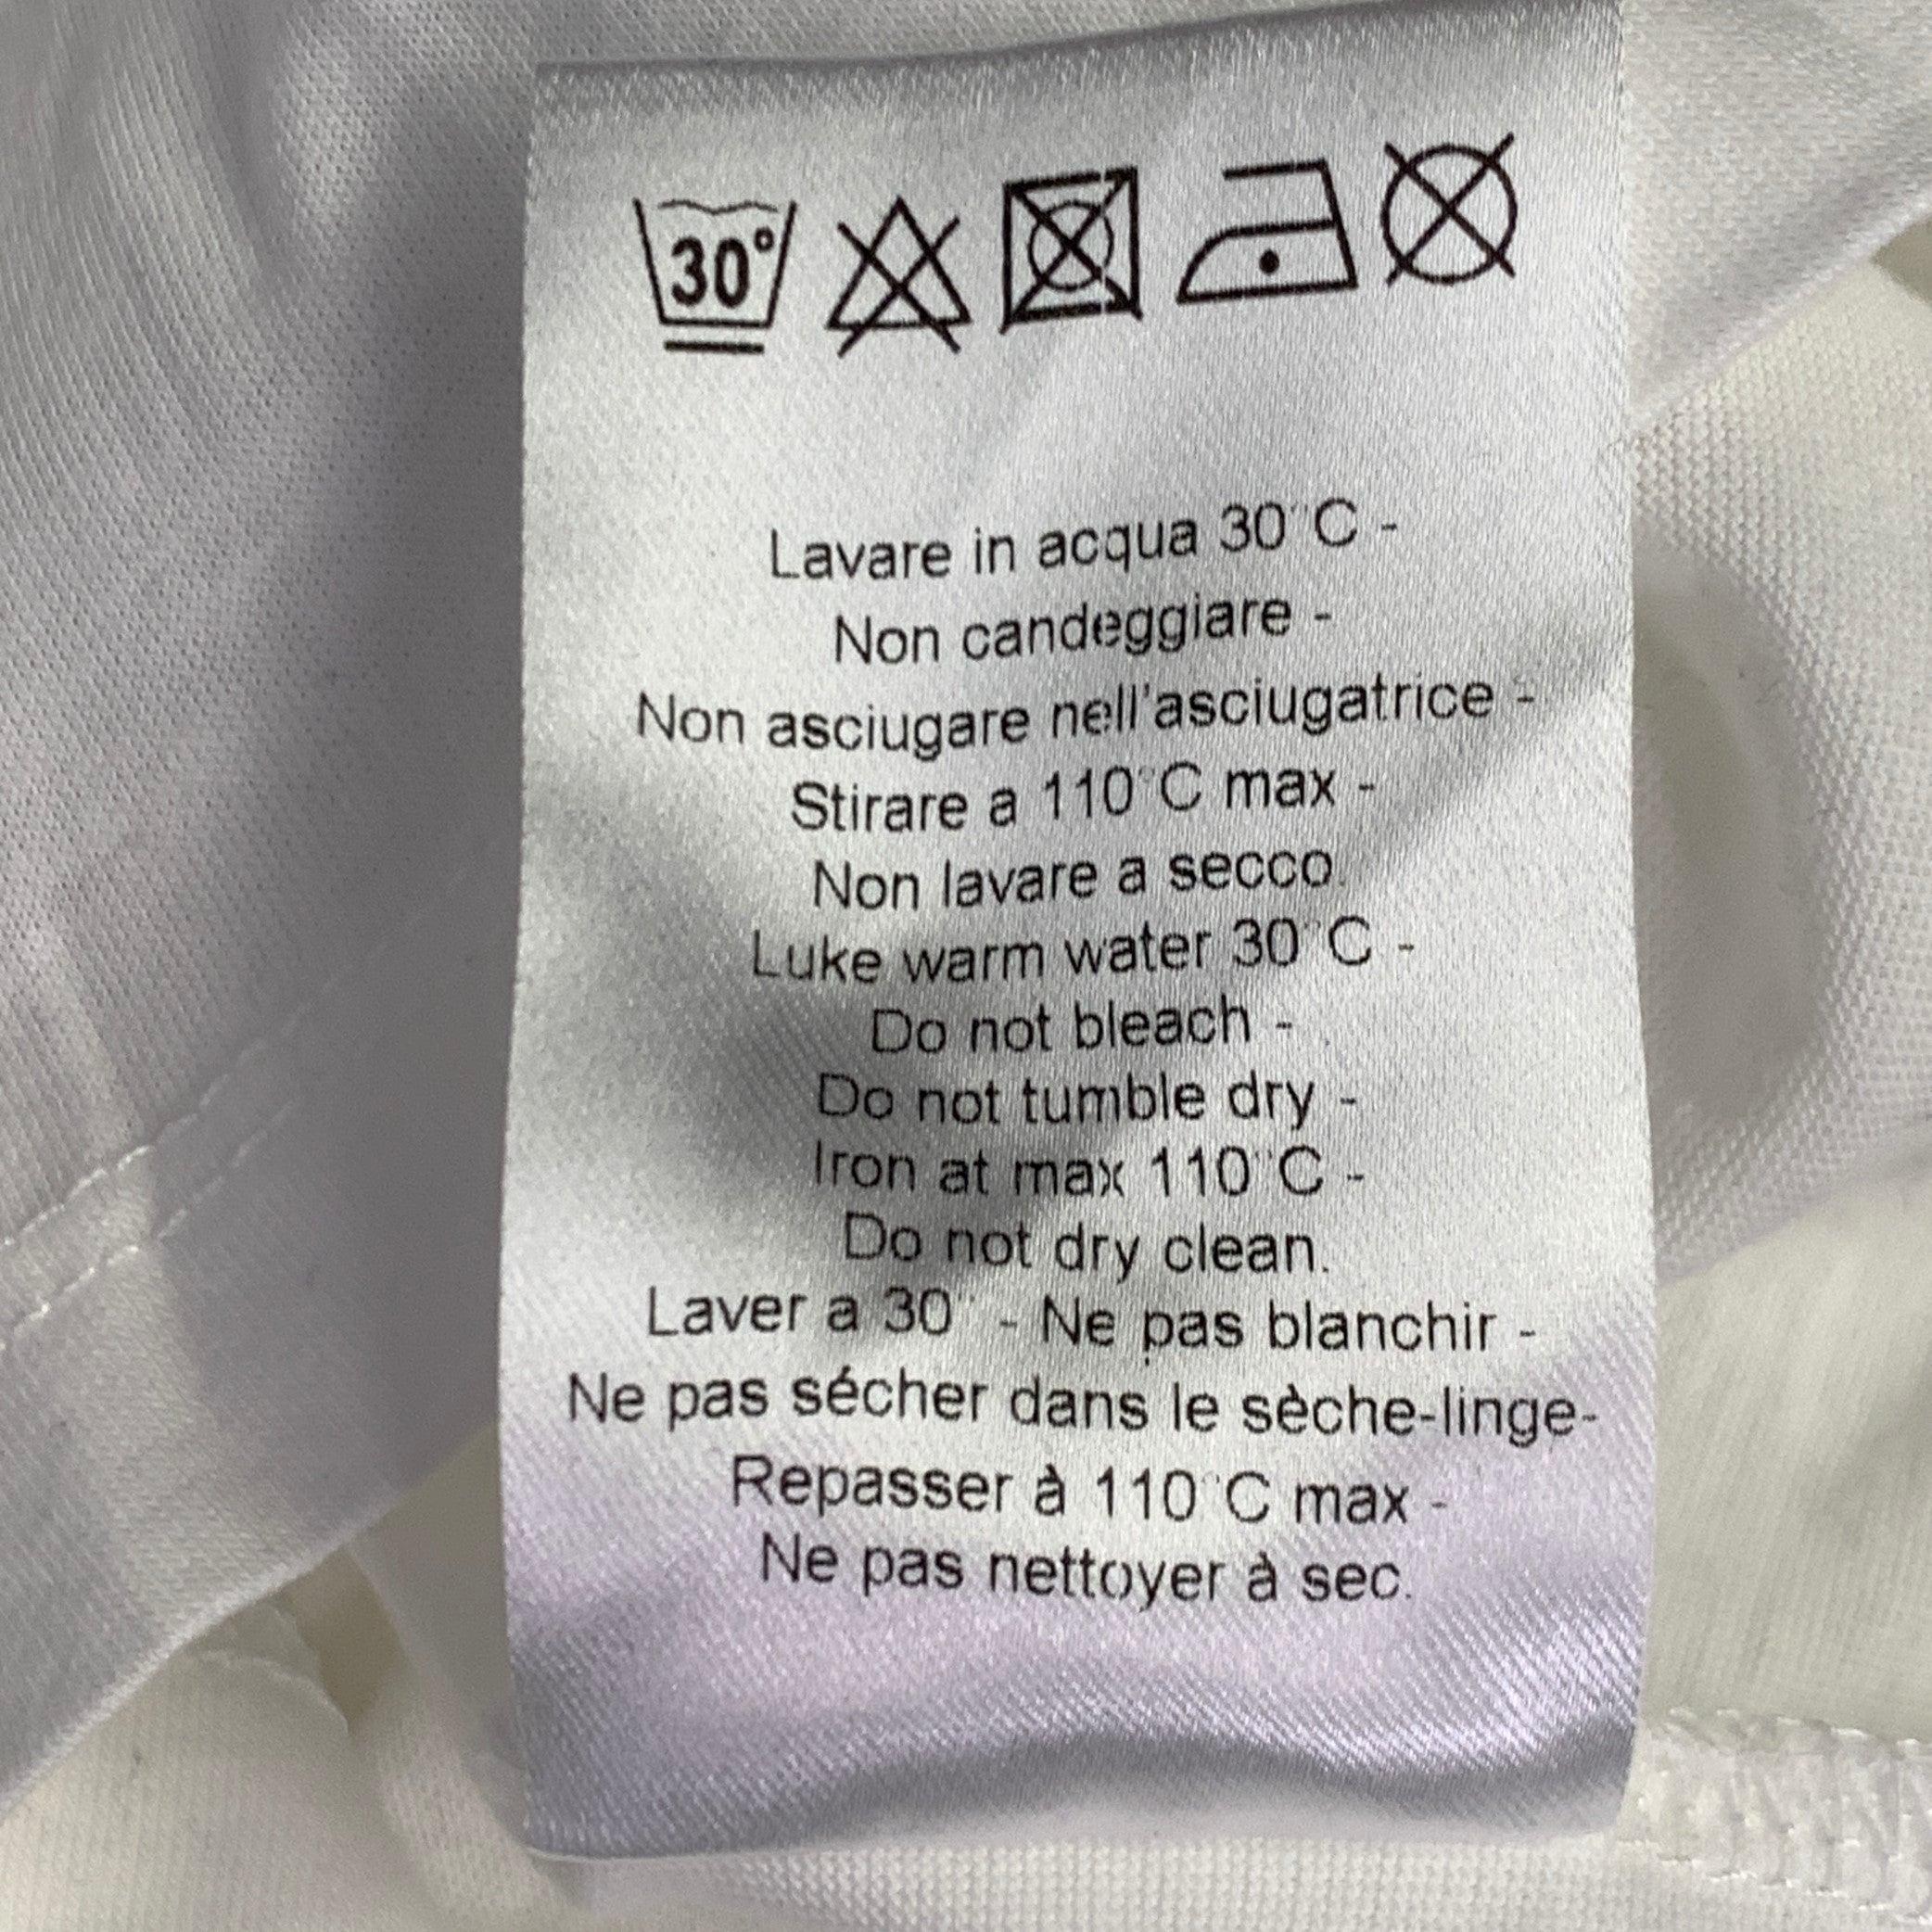 30°
Lavare in acqua 30°C -
Non candeggiare -
Non asciugare nell'asciugatrice -
Stirare a 110°C max -
Non lavare a secco.
Luke warm water 30°C -
Do not bleach -
Do not tumble dry -
Iron at max 110°C -
Do not dry clean.
Laver a 30° - Ne pas blanchir -
Ne pas sécher dans le sèche-linge-
Repasser à 110°C max -
Ne pas nettoyer à sec.